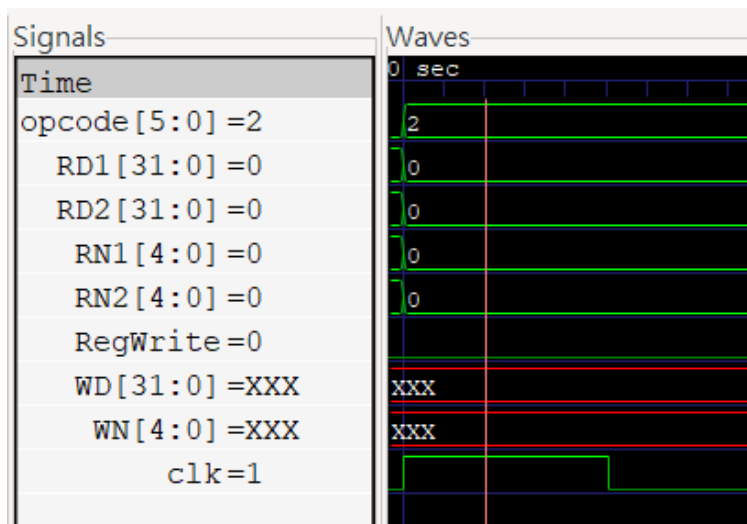 Signals Waves
Time 0 sec
opcode[5:0]=2 2
RD1[31:0]=0 0
RD2[31:0]=0 0
RN1[4:0]=0 0
RN2[4:0]=0 0
RegWrite=0
WD[31:0]=XXX XXX
WN[4:0]=XXX XXX
clk=1